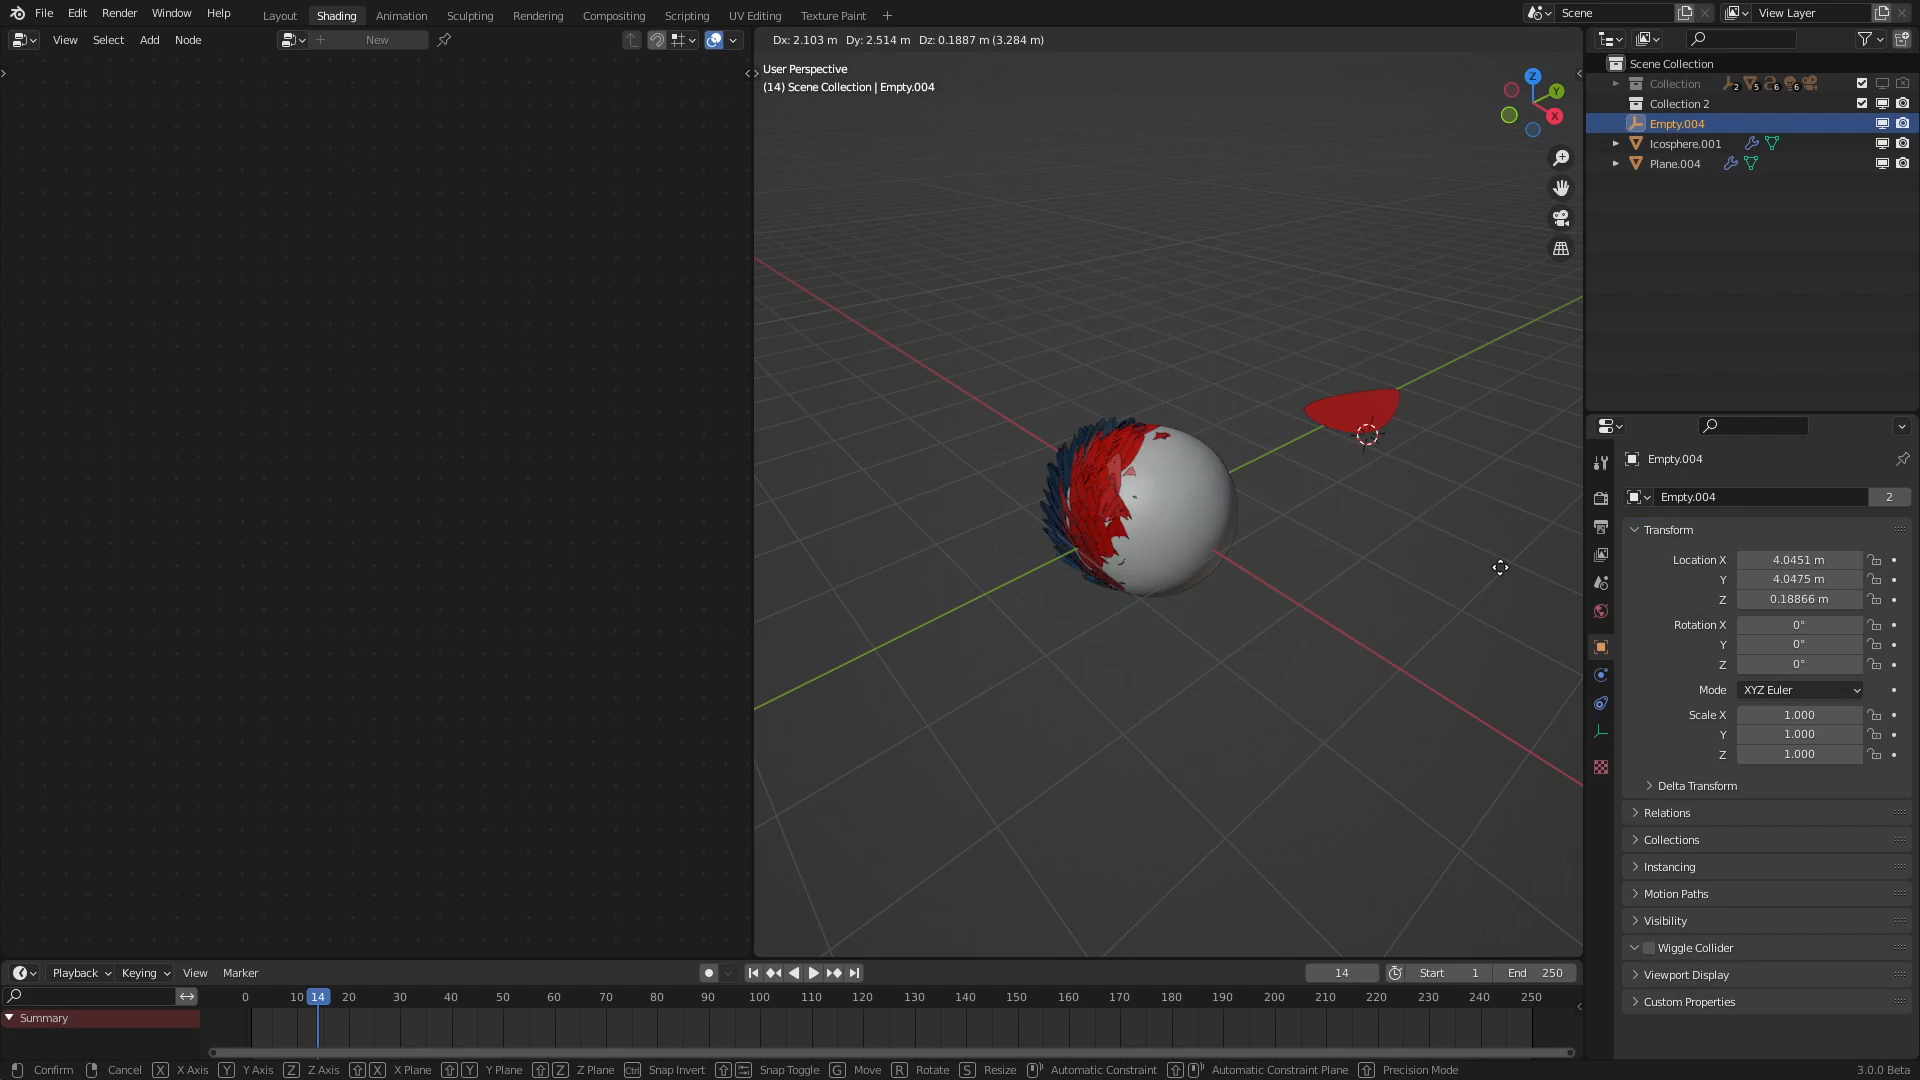 File Edit Render Window Help Layout Shading Animation Sculpting Rendering Compositing Scripting UV Editing Texture Paint + Scene View Layer
View Select Add Node New
Dx: 2.103 m Dy: 2.514 m Dz: 0.1887 m (3.284 m)
User Perspective
(14) Scene Collection | Empty.004
Z
Y
X
Scene Collection
Collection 2 5 6 6
Collection 2
Empty.004
Icosphere.001
Plane.004
Empty.004
Empty.004 2
Transform
Location X 4.0451 m
Y 4.0475 m
Z 0.18866 m
Rotation X 0°
Y 0°
Z 0°
Mode XYZ Euler
Scale X 1.000
Y 1.000
Z 1.000
Delta Transform
Relations
Collections
Instancing
Motion Paths
Visibility
Wiggle Collider
Viewport Display
Custom Properties
Playback Keying View Marker 14 Start 1 End 250
0 10 14 20 30 40 50 60 70 80 90 100 110 120 130 140 150 160 170 180 190 200 210 220 230 240 250
Summary
Confirm Cancel X X Axis Y Y Axis Z Z Axis X X Plane Y Y Plane Z Z Plane Ctrl Snap Invert Snap Toggle G Move R Rotate S Resize Automatic Constraint Automatic Constraint Plane Precision Mode 3.0.0 Beta